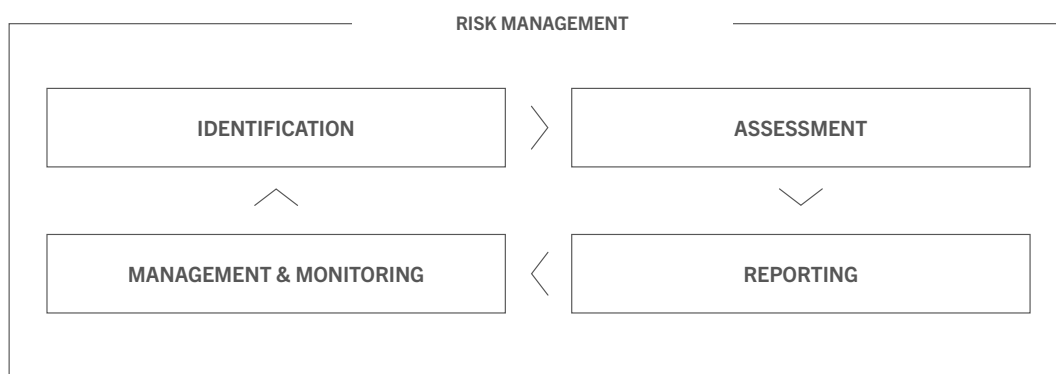 RISK MANAGEMENT
IDENTIFICATION
ASSESSMENT
MANAGEMENT & MONITORING
REPORTING